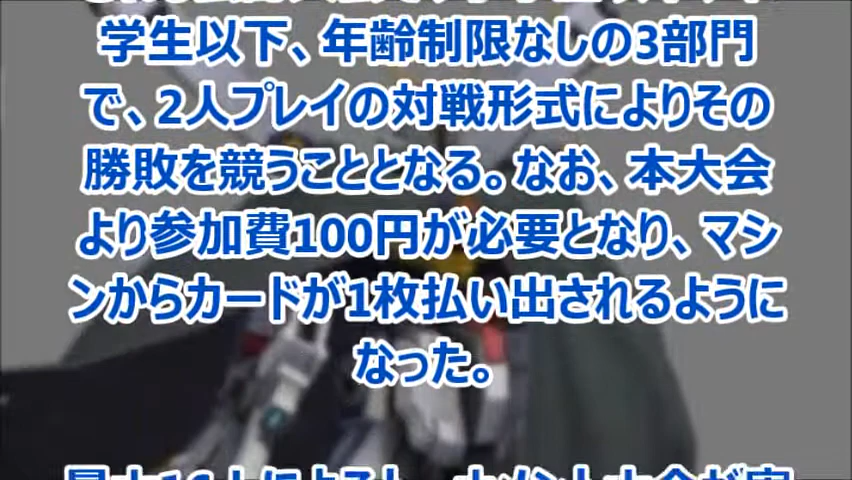 学生以下、年齢制限なしの3部門
で、2人プレイの対戦形式によりその
勝敗を競うこととなる。なお、本大会
より参加費100円が必要となり、マシ
ンからカードが1枚払い出されるように
なった。